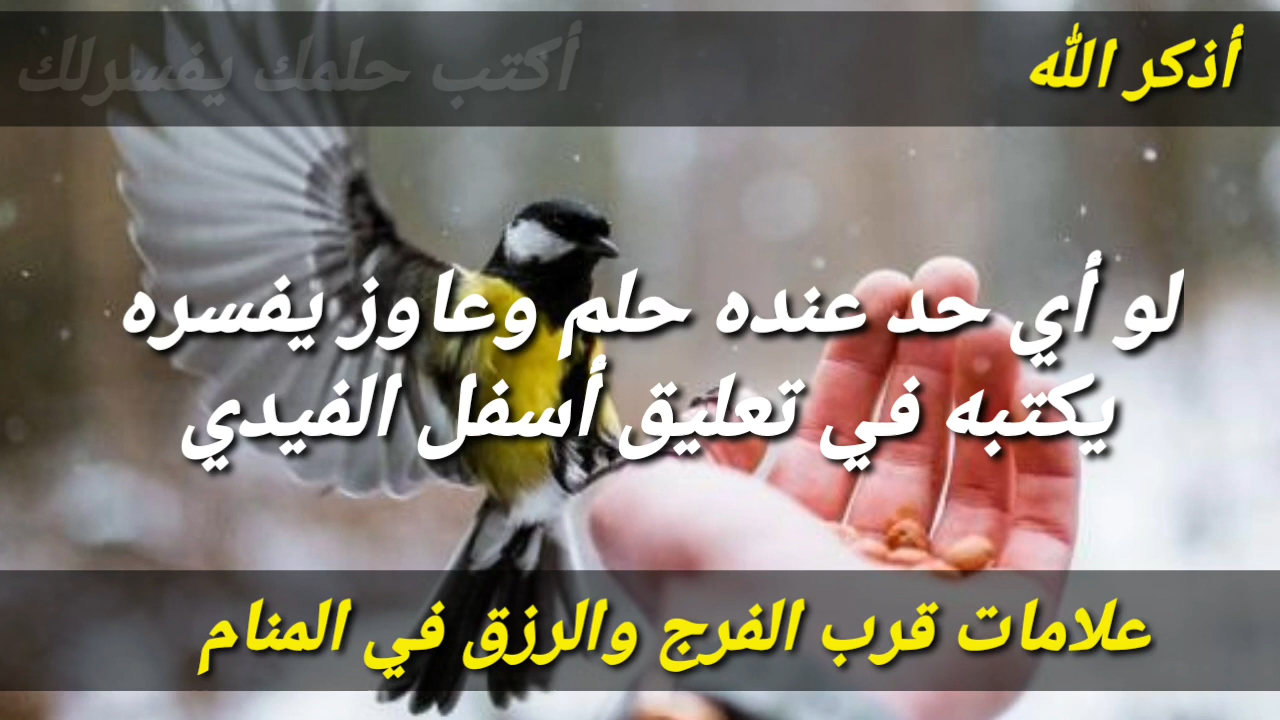 أذكر الله
أكتب حلمك يفسرلك
لو أي حد عنده حلم وعاوز يفسره
يكتبه في تعليق أسفل الفيدي
علامات قرب الفرج والرزق في المنام